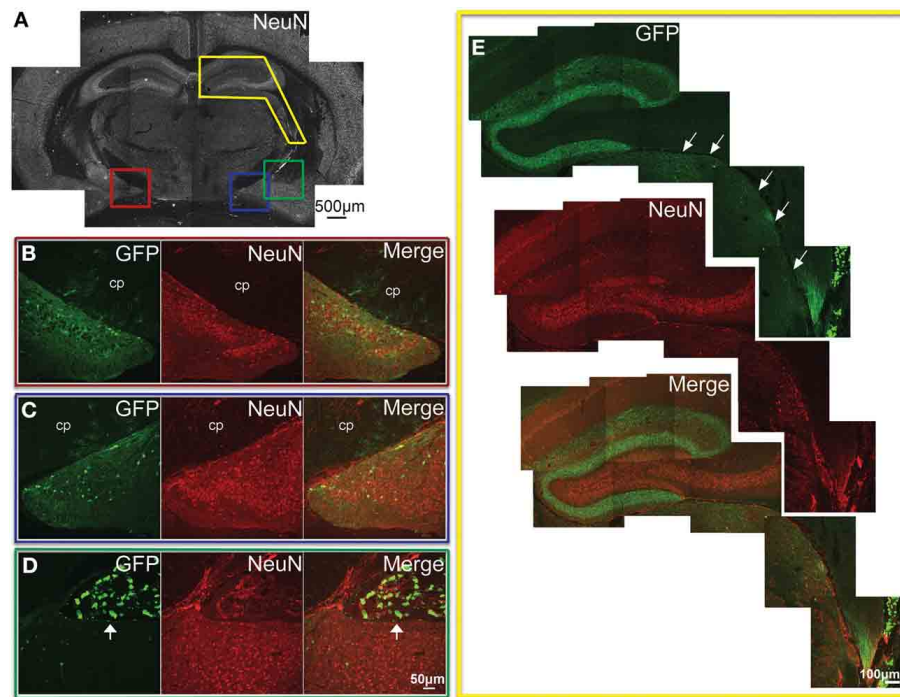 A
NeuN
500µm
B
GFP
NeuN
Merge
cp
cp
cp
C
GFP
NeuN
Merge
cp
cp
cp
D
GFP
NeuN
Merge
50µm
E
GFP
NeuN
Merge
100µm